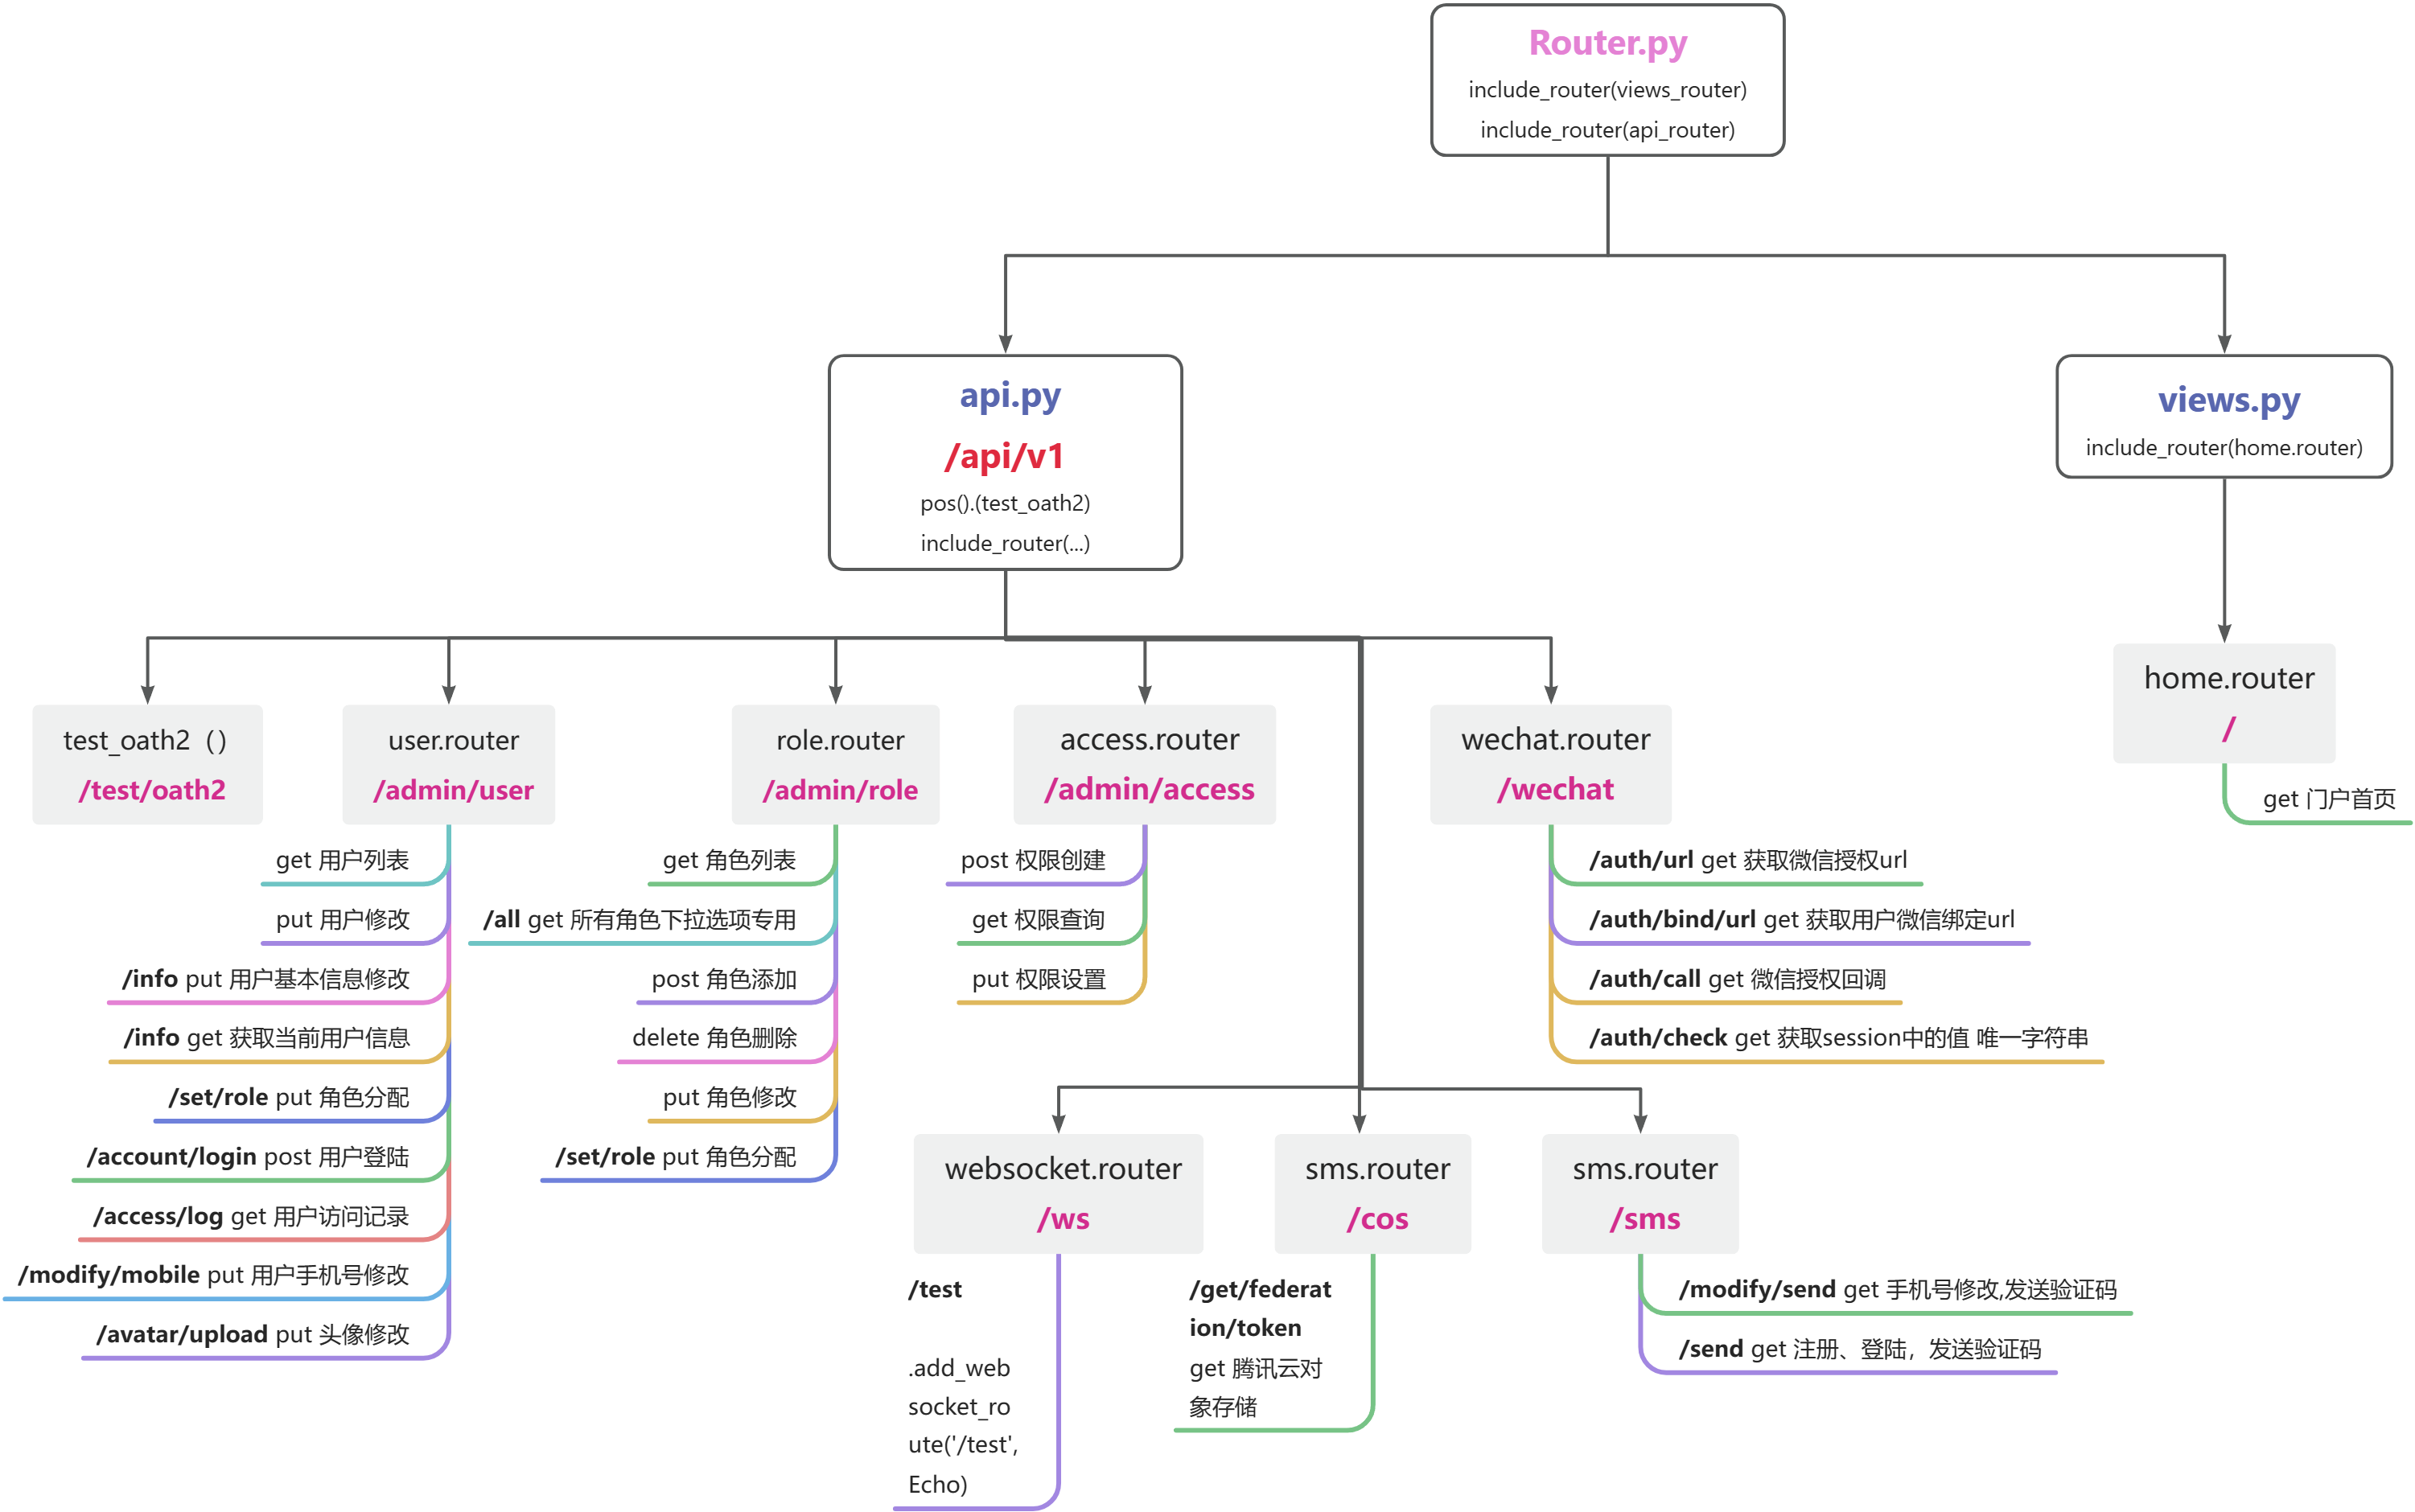 Router.py
include_router(views_router)
include_router(api_router)
api.py
/api/v1
pos().(test_oath2)
include_router(...)
views.py
include_router(home.router)
home.router
/
get 门户首页
test_oath2（）
/test/oath2
user.router
/admin/user
get 用户列表
put 用户修改
/info put 用户基本信息修改
/info get 获取当前用户信息
/set/role put 角色分配
/account/login post 用户登陆
/access/log get 用户访问记录
/modify/mobile put 用户手机号修改
/avatar/upload put 头像修改
role.router
/admin/role
get 角色列表
/all get 所有角色下拉选项专用
post 角色添加
delete 角色删除
put 角色修改
/set/role put 角色分配
access.router
/admin/access
post 权限创建
get 权限查询
put 权限设置
wechat.router
/wechat
/auth/url get 获取微信授权url
/auth/bind/url get 获取用户微信绑定url
/auth/call get 微信授权回调
/auth/check get 获取session中的值 唯一字符串
websocket.router
/ws
/test
.add_web
socket_ro
ute('/test',
Echo)
sms.router
/cos
/get/federat
ion/token
get 腾讯云对
象存储
sms.router
/sms
/modify/send get 手机号修改,发送验证码
/send get 注册、登陆，发送验证码